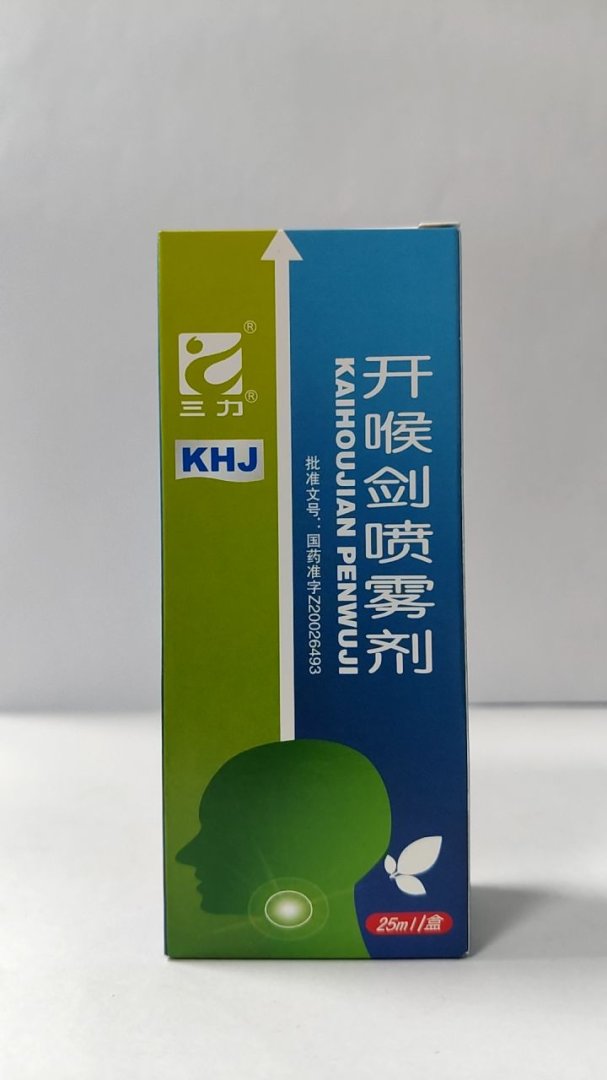 ®
三力®
KHJ
开喉剑喷雾剂
KAIHOUJIAN PENWUJI
批准文号：国药准字Z20026493
25ml/盒